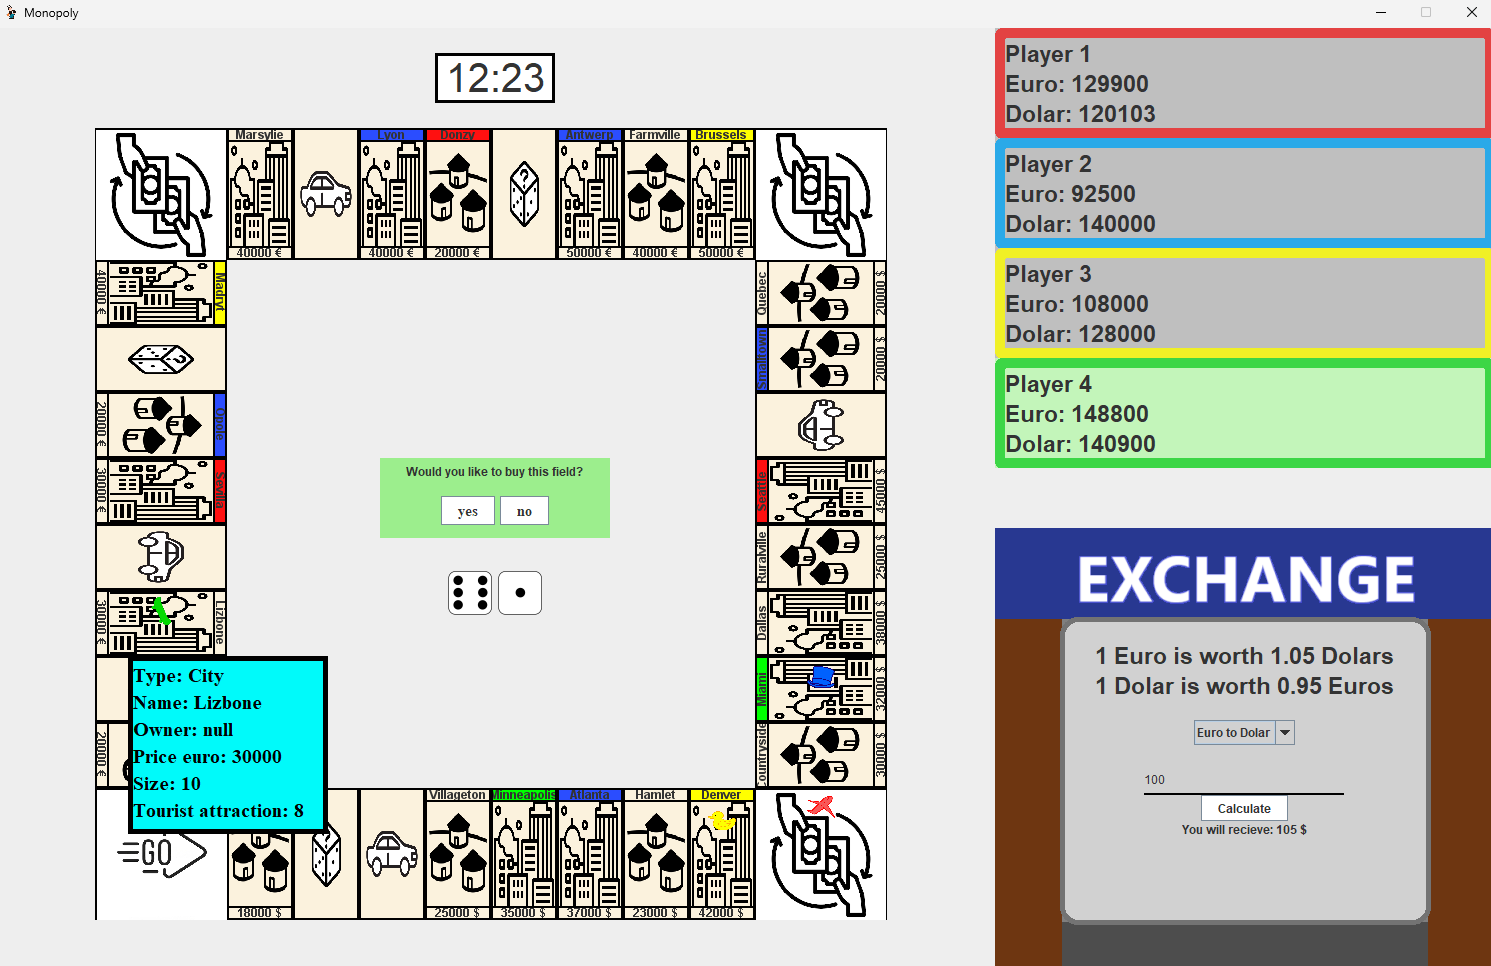 Monopoly
12:23
Marsylie
Lyon
Donzy
Antwerp
Farmville
Brussels
40000 €
40000 €
20000 €
50000 €
40000 €
50000 €
40000 €
Madryt
20000 €
Opole
30000 €
Sevilla
30000 €
Lizbone
20000
Quebec
20000 $
Smalltown
20000 $
Seattle
45000 $
Ruralville
25000 $
Dallas
38000 $
Miami
32000 $
countryside
30000 $
Would you like to buy this field?
yes
no
Type: City
Name: Lizbone
Owner: null
Price euro: 30000
Size: 10
Tourist attraction: 8
GO
Villageton
Minneapolis
Atlanta
Hamlet
Denver
18000 $
25000 $
35000 $
37000 $
23000 $
42000 $
Player 1
Euro: 129900
Dolar: 120103
Player 2
Euro: 92500
Dolar: 140000
Player 3
Euro: 108000
Dolar: 128000
Player 4
Euro: 148800
Dolar: 140900
EXCHANGE
1 Euro is worth 1.05 Dolars
1 Dolar is worth 0.95 Euros
Euro to Dolar
100
Calculate
You will recieve: 105 $